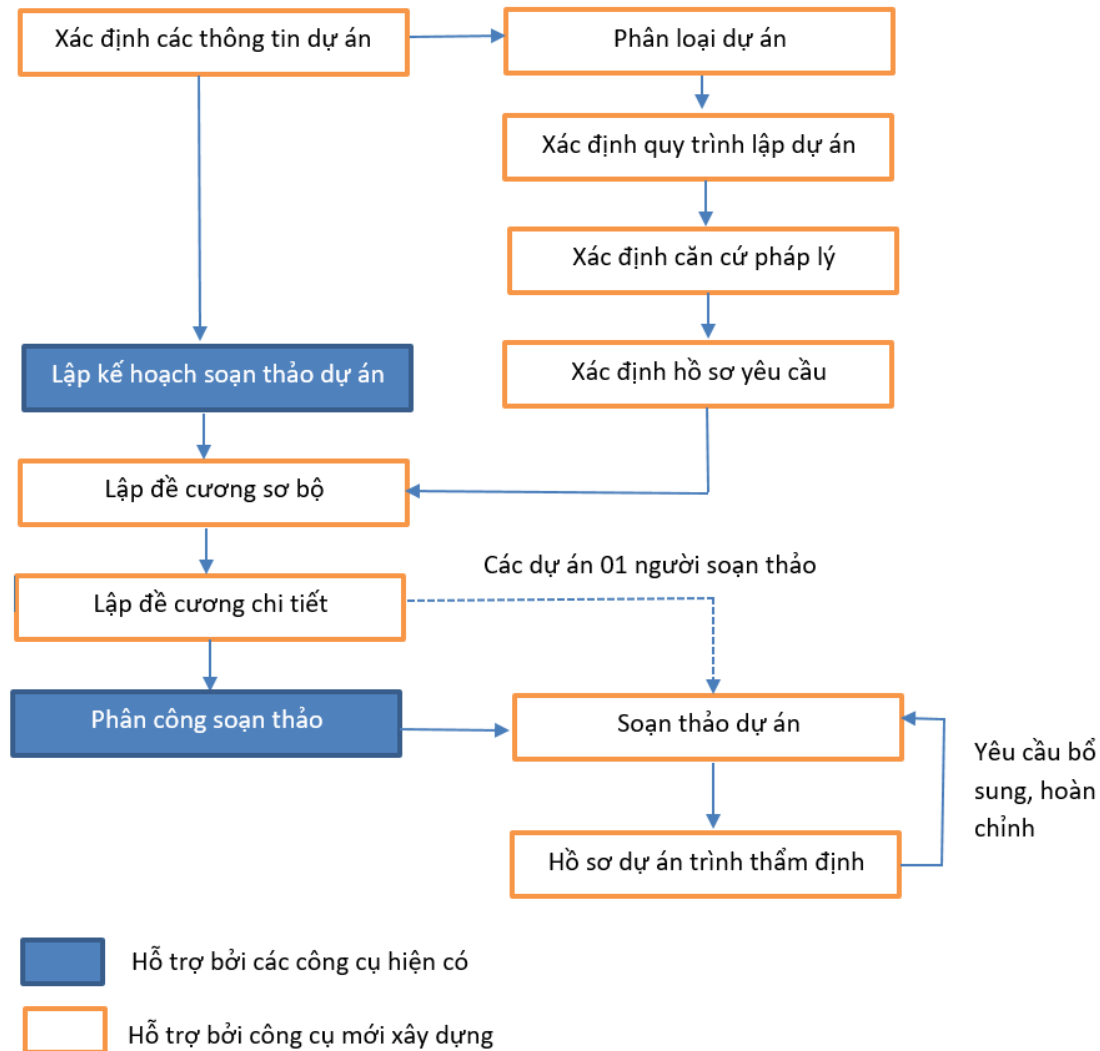 Xác định các thông tin dự án
Phân loại dự án
Xác định quy trình lập dự án
Xác định căn cứ pháp lý
Lập kế hoạch soạn thảo dự án
Xác định hồ sơ yêu cầu
Lập đề cương sơ bộ
Các dự án 01 người soạn thảo
Lập đề cương chi tiết
Phân công soạn thảo
Soạn thảo dự án
Yêu cầu bổ
sung, hoàn
chỉnh
Hồ sơ dự án trình thẩm định
Hỗ trợ bởi các công cụ hiện có
Hỗ trợ bởi công cụ mới xây dựng